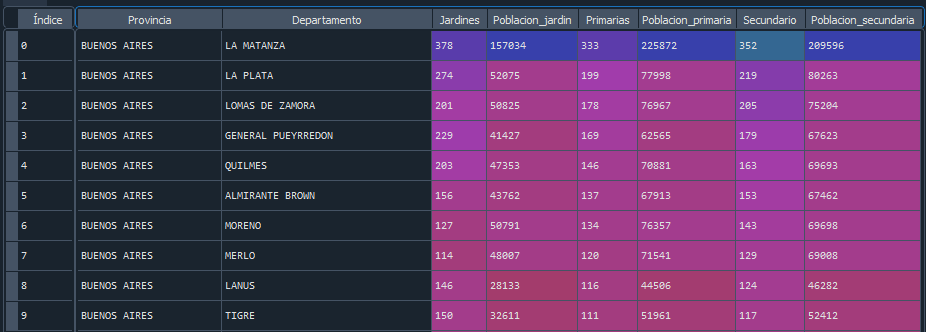 Índice Provincia Departamento Jardines Poblacion_jardin Primarias Poblacion_primaria Secundario Poblacion_secundaria
0 BUENOS AIRES LA MATANZA 378 157034 333 225872 352 209596
1 BUENOS AIRES LA PLATA 274 52075 199 77998 219 80263
2 BUENOS AIRES LOMAS DE ZAMORA 201 50825 178 76967 205 75204
3 BUENOS AIRES GENERAL PUEYRREDON 229 41427 169 62565 179 67623
4 BUENOS AIRES QUILMES 203 47353 146 70881 163 69693
5 BUENOS AIRES ALMIRANTE BROWN 156 43762 137 67913 153 67462
6 BUENOS AIRES MORENO 127 50791 134 76357 143 69698
7 BUENOS AIRES MERLO 114 48007 120 71541 129 69008
8 BUENOS AIRES LANUS 146 28133 116 44506 124 46282
9 BUENOS AIRES TIGRE 150 32611 111 51961 117 52412